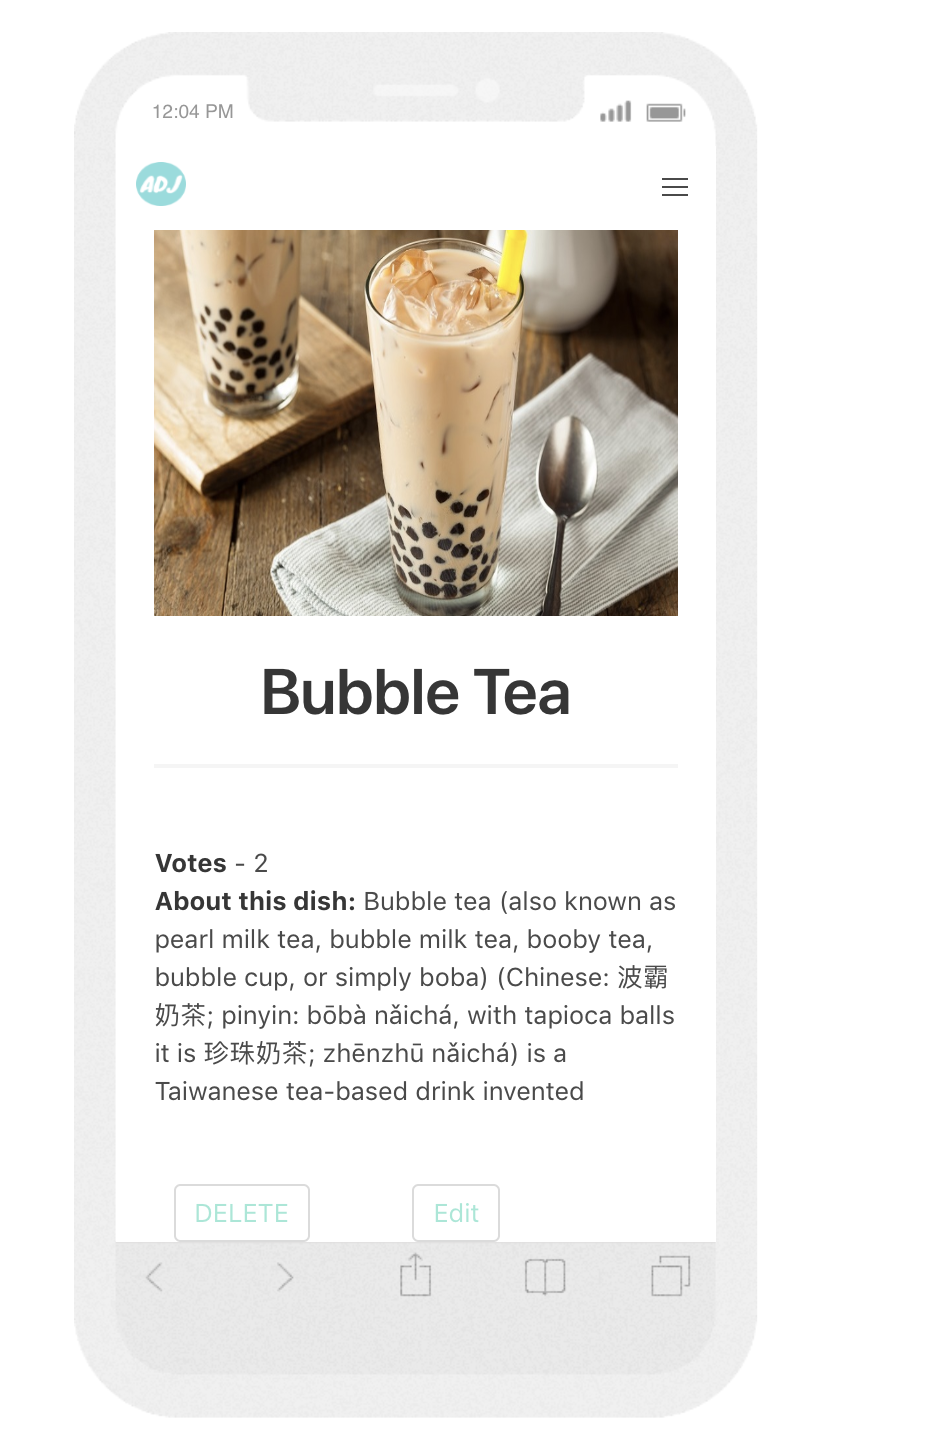 12:04 PM
ADJ
Bubble Tea
Votes - 2
About this dish: Bubble tea (also known as
pearl milk tea, bubble milk tea, booby tea,
bubble cup, or simply boba) (Chinese: 波霸
奶茶; pinyin: bōbà nǎichá, with tapioca balls
it is 珍珠奶茶; zhēnzhū nǎichá) is a
Taiwanese tea-based drink invented
DELETE
Edit